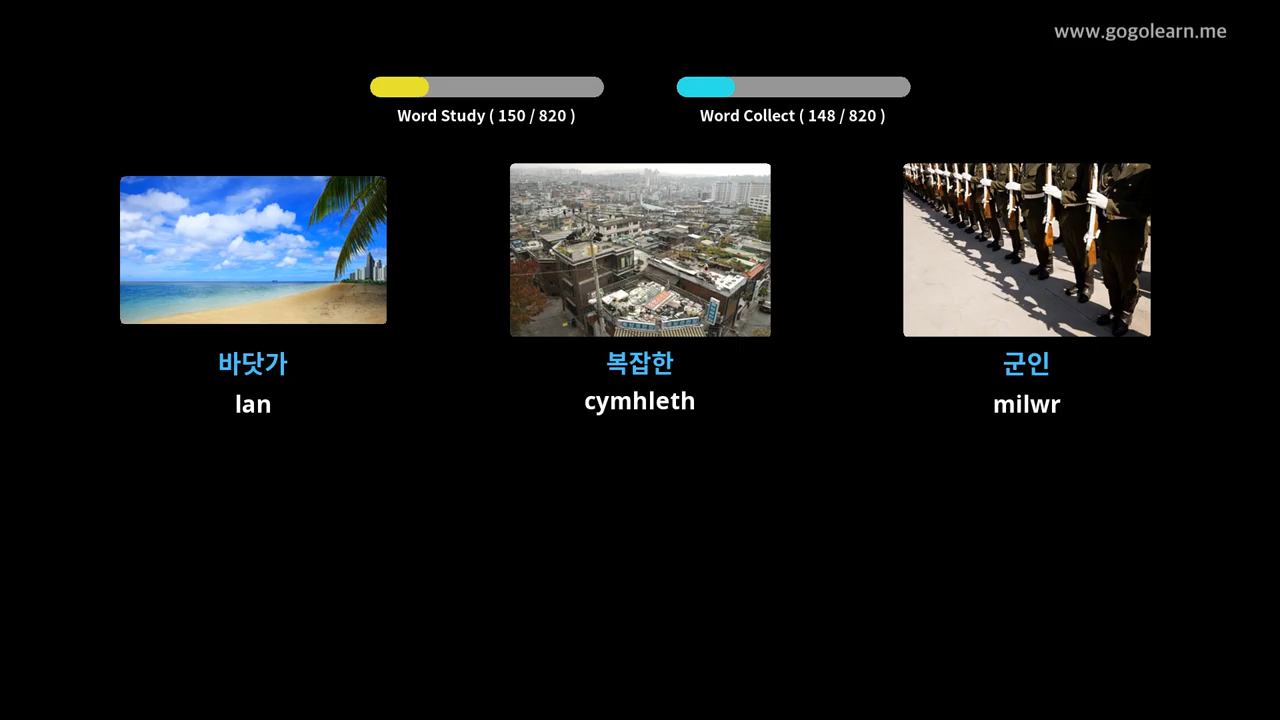 www.gogolearn.me
Word Study ( 150 / 820 )
Word Collect ( 148 / 820 )
바닷가
lan
복잡한
cymhleth
군인
milwr